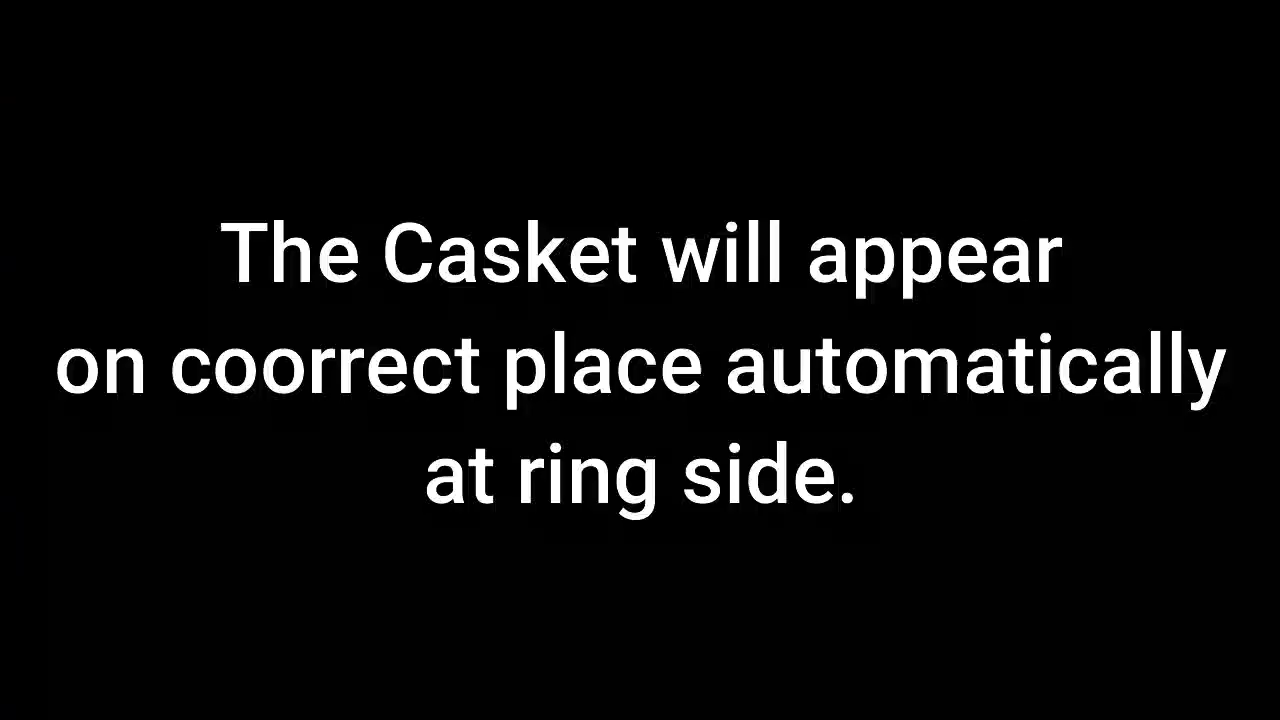 The Casket will appear
on coorrect place automatically
at ring side.